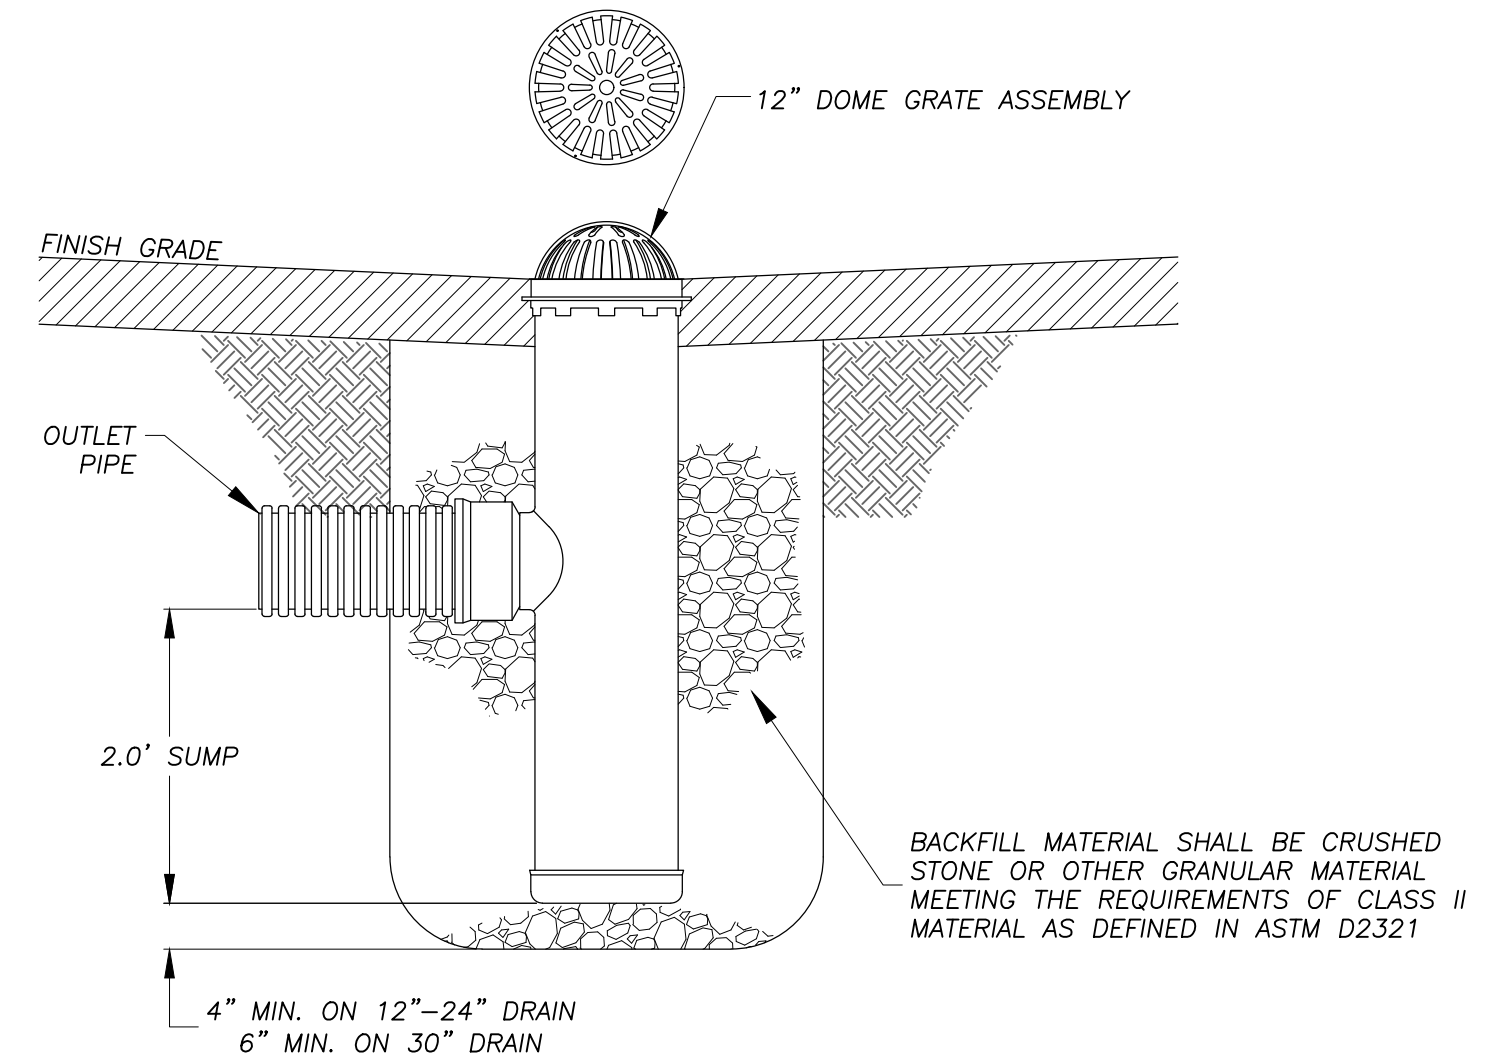 12” DOME GRATE ASSEMBLY
FINISH GRADE
OUTLET
PIPE
2.0’ SUMP
BACKFILL MATERIAL SHALL BE CRUSHED
STONE OR OTHER GRANULAR MATERIAL
MEETING THE REQUIREMENTS OF CLASS II
MATERIAL AS DEFINED IN ASTM D2321
4” MIN. ON 12”–24” DRAIN
6” MIN. ON 30” DRAIN